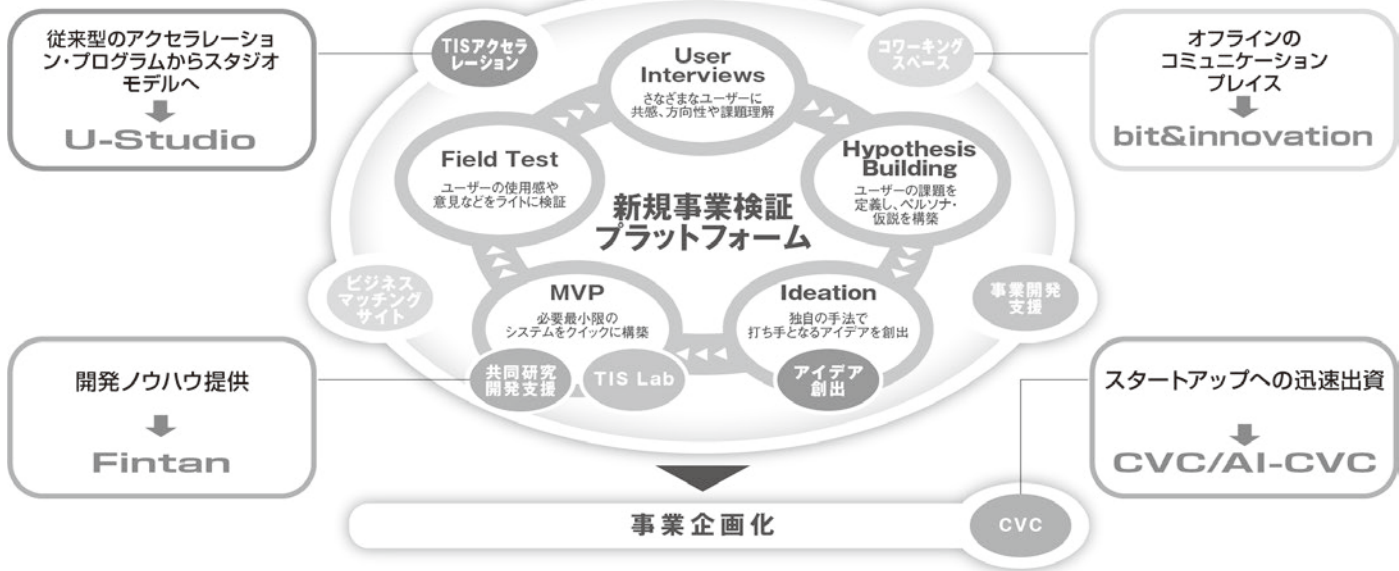 従来型のアクセラレーショ
ン・プログラムからスタジオ
モデルへ
U-Studio
TISアクセラ
レーション
User
Interviews
さなざまなユーザーに
共感、方向性や課題理解
コワーキング
スペース
オフラインの
コミュニケーション
プレイス
bit&innovation
Field Test
ユーザーの使用感や
意見などをライトに検証
Hypothesis
Building
ユーザーの課題を
定義し、ペルソナ・
仮説を構築
新規事業検証
プラットフォーム
ビジネス
マッチング
サイト
MVP
必要最小限の
システムをクイックに構築
Ideation
独自の手法で
打ち手となるアイデアを創出
事業開発
支援
共同研究
開発支援
TIS Lab
アイデア
創出
開発ノウハウ提供
Fintan
スタートアップへの迅速出資
CVC/AI-CVC
事業企画化
CVC